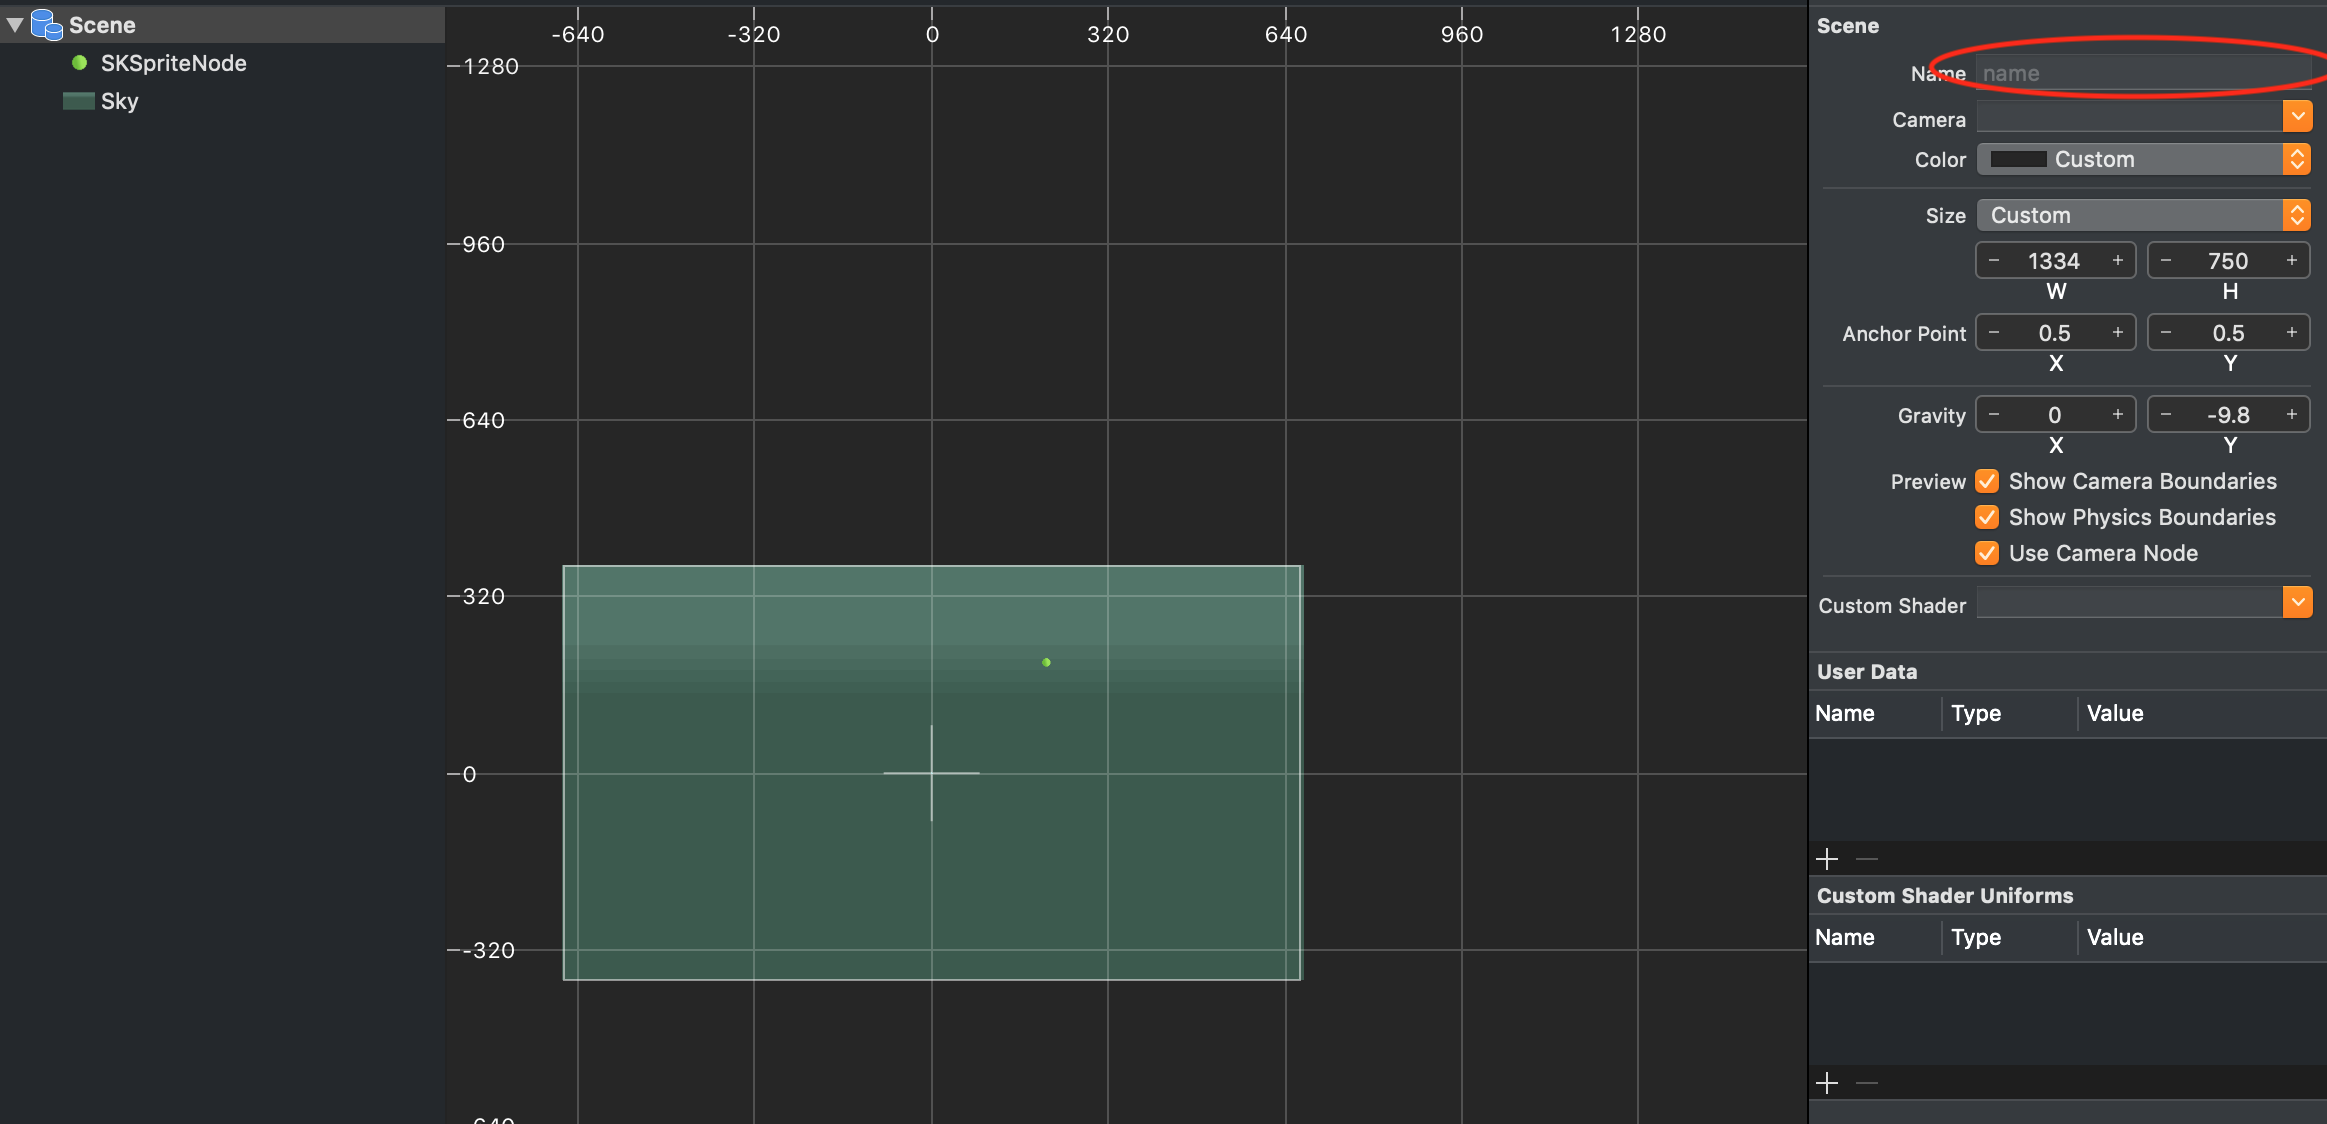 Scene
SKSpriteNode
Sky
-640 -320 0 320 640 960 1280
1280
960
640
320
0
-320
-640
Scene
Name name
Camera
Color Custom
Size Custom
− 1334 + − 750 +
W H
Anchor Point − 0.5 + − 0.5 +
X Y
Gravity − 0 + − -9.8 +
X Y
Preview Show Camera Boundaries
Show Physics Boundaries
Use Camera Node
Custom Shader
User Data
Name Type Value
+ −
Custom Shader Uniforms
Name Type Value
+ −